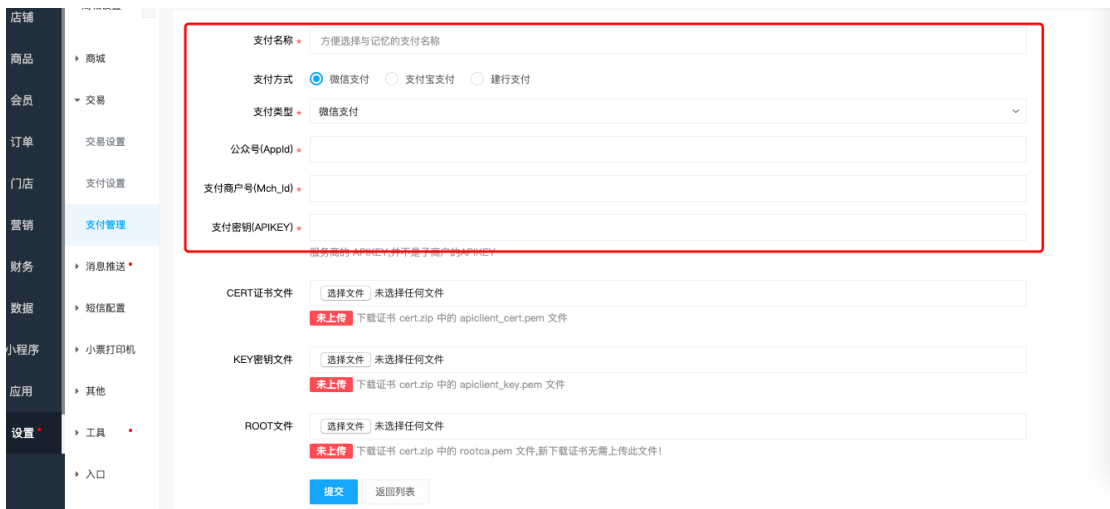 店铺
商品
会员
订单
门店
营销
财务
数据
小程序
应用
设置
商城
交易
交易设置
支付设置
支付管理
消息推送
短信配置
小票打印机
其他
工具
入口
支付名称 * 方便选择与记忆的支付名称
支付方式 微信支付 支付宝支付 建行支付
支付类型 * 微信支付
公众号(AppId) *
支付商户号(Mch_Id) *
支付密钥(APIKEY) *
服务商的 APIKEY,并不是子商户的APIKEY
CERT证书文件 选择文件 未选择任何文件
未上传 下载证书 cert.zip 中的 apiclient_cert.pem 文件
KEY密钥文件 选择文件 未选择任何文件
未上传 下载证书 cert.zip 中的 apiclient_key.pem 文件
ROOT文件 选择文件 未选择任何文件
未上传 下载证书 cert.zip 中的 rootca.pem 文件,新下载证书无需上传此文件!
提交 返回列表